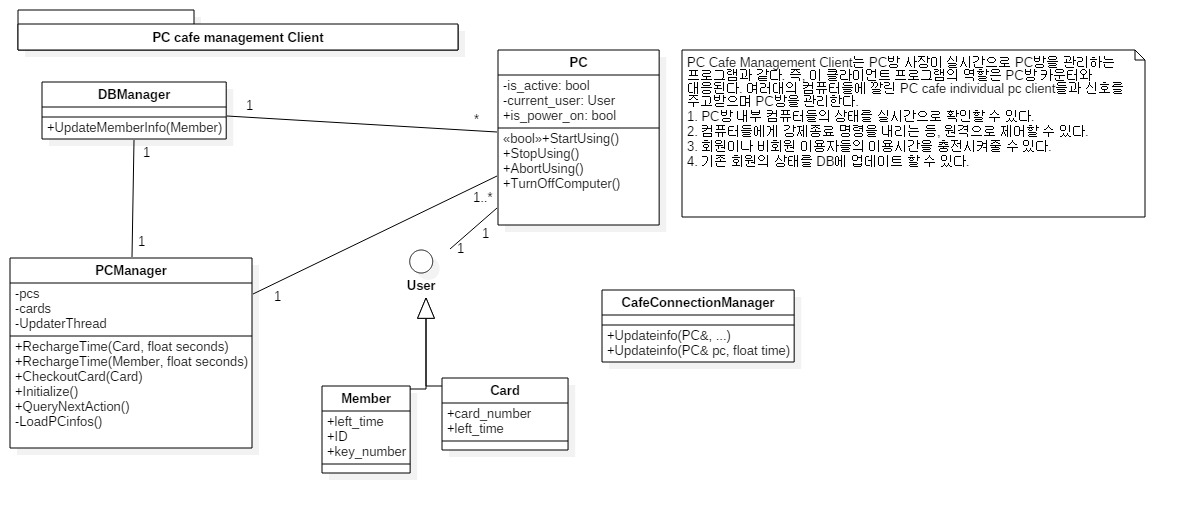 PC cafe management Client
DBManager
+UpdateMemberInfo(Member)
1
*
1
1
PC
-is_active: bool
-current_user: User
+is_power_on: bool
«bool»+StartUsing()
+StopUsing()
+AbortUsing()
+TurnOffComputer()
1..*
1
1
1
PC Cafe Management Client는 PC방 사장이 실시간으로 PC방을 관리하는
프로그램과 같다. 즉, 이 클라이언트 프로그램의 역할은 PC방 카운터와
대응된다. 여러대의 컴퓨터들에 깔린 PC cafe individual pc client들과 신호을
주고받으며 PC방을 관리한다.
1. PC방 내부 컴퓨터들의 상태를 실시간으로 확인할 수 있다.
2. 컴퓨터들에게 강제종료 명령을 내리는 등, 원격으로 제어할 수 있다.
3. 회원이나 비회원 이용자들의 이용시간을 충전시켜줄 수 있다.
4. 기존 회원의 상태를 DB에 업데이트 할 수 있다.
PCManager
-pcs
-cards
-UpdaterThread
+RechargeTime(Card, float seconds)
+RechargeTime(Member, float seconds)
+CheckoutCard(Card)
+Initialize()
+QueryNextAction()
-LoadPCinfos()
User
Member
+left_time
+ID
+key_number
Card
+card_number
+left_time
CafeConnectionManager
+Updateinfo(PC&, ...)
+Updateinfo(PC& pc, float time)